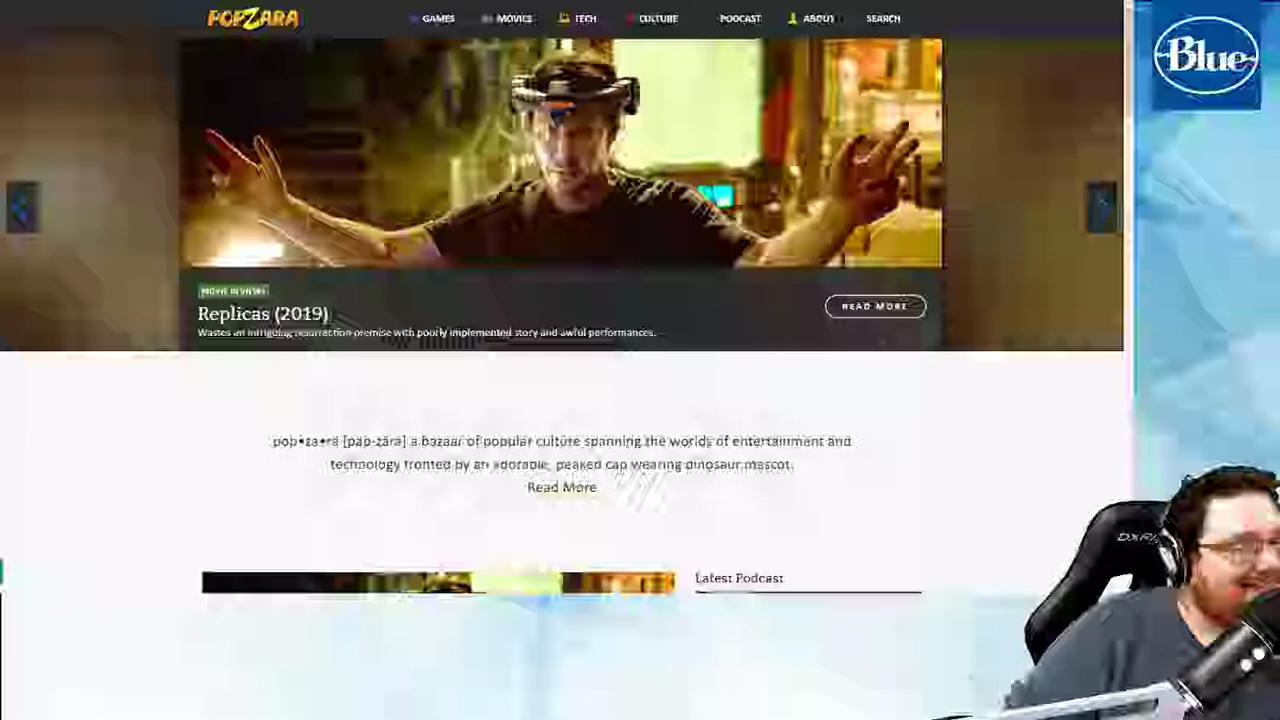 POPZARA
GAMES MOVIES TECH CULTURE PODCAST ABOUT SEARCH
Blue
MOVIE REVIEWS
Replicas (2019)
READ MORE
Wastes an intriguing resurrection premise with poorly implemented story and awful performances.
pop•za•ra [pap-zara] a bazaar of popular culture spanning the worlds of entertainment and
technology fronted by an adorable, peaked cap wearing dinosaur mascot.
Read More
Latest Podcast